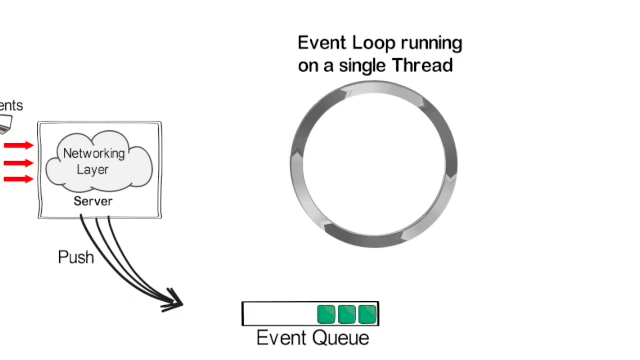 Event Loop running
on a single Thread
Networking
Layer
Server
Push
Event Queue